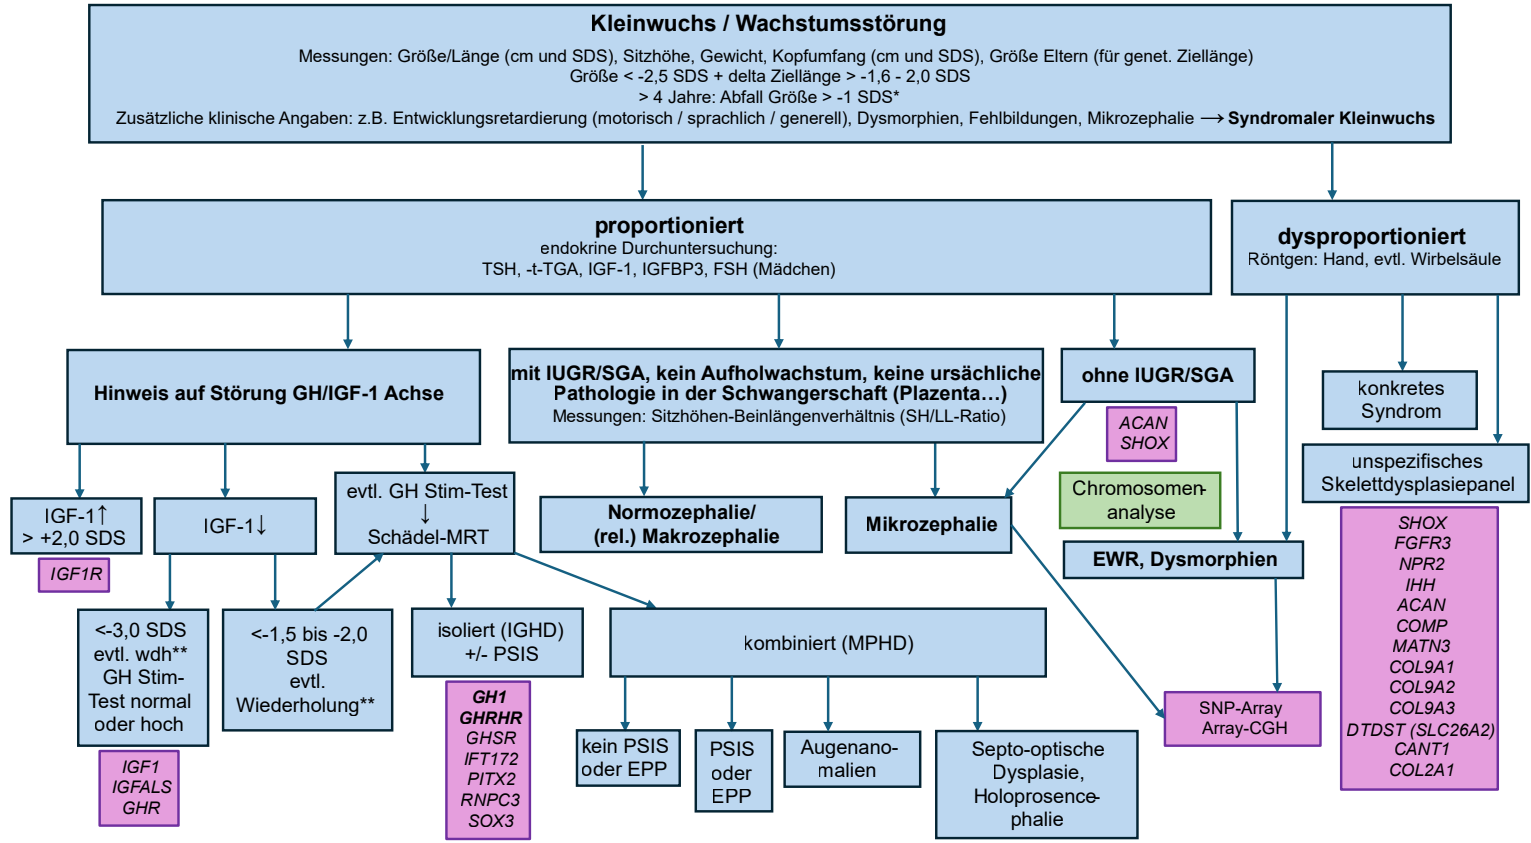 Kleinwuchs / Wachstumsstörung
Messungen: Größe/Länge (cm und SDS), Sitzhöhe, Gewicht, Kopfumfang (cm und SDS), Größe Eltern (für genet. Ziellänge)
Größe < -2,5 SDS + delta Ziellänge > -1,6 - 2,0 SDS
> 4 Jahre: Abfall Größe > -1 SDS*
Zusätzliche klinische Angaben: z.B. Entwicklungsretardierung (motorisch / sprachlich / generell), Dysmorphien, Fehlbildungen, Mikrozephalie → Syndromaler Kleinwuchs
proportioniert
endokrine Durchuntersuchung:
TSH, -t-TGA, IGF-1, IGFBP3, FSH (Mädchen)
dysproportioniert
Röntgen: Hand, evtl. Wirbelsäule
Hinweis auf Störung GH/IGF-1 Achse
mit IUGR/SGA, kein Aufholwachstum, keine ursächliche
Pathologie in der Schwangerschaft (Plazenta…)
Messungen: Sitzhöhen-Beinlängenverhältnis (SH/LL-Ratio)
ohne IUGR/SGA
ACAN
SHOX
konkretes
Syndrom
unspezifisches
Skelettdysplasiepanel
IGF-1↑
> +2,0 SDS
IGF1R
IGF-1↓
evtl. GH Stim-Test
↓
Schädel-MRT
Normozephalie/
(rel.) Makrozephalie
Mikrozephalie
Chromosomen-
analyse
EWR, Dysmorphien
SHOX
FGFR3
NPR2
IHH
ACAN
COMP
MATN3
COL9A1
COL9A2
COL9A3
DTDST (SLC26A2)
CANT1
COL2A1
<-3,0 SDS
evtl. wdh**
GH Stim-
Test normal
oder hoch
IGF1
IGFALS
GHR
<-1,5 bis -2,0
SDS
evtl.
Wiederholung**
isoliert (IGHD)
+/- PSIS
GH1
GHRHR
GHSR
IFT172
PITX2
RNPC3
SOX3
kombiniert (MPHD)
kein PSIS
oder EPP
PSIS
oder
EPP
Augenano-
malien
Septo-optische
Dysplasie,
Holoprosence-
phalie
SNP-Array
Array-CGH